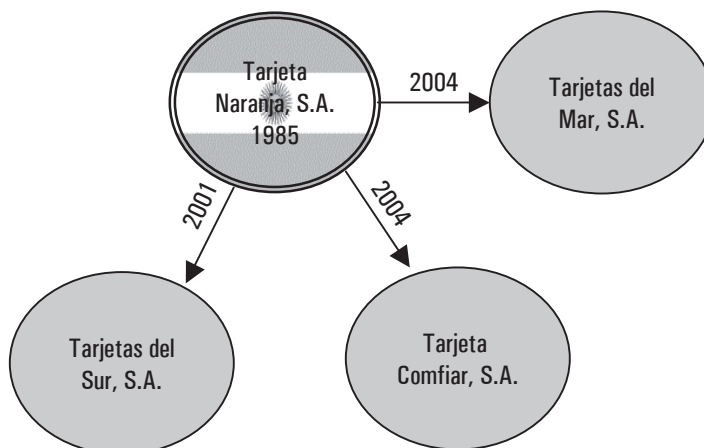 Tarjeta
Naranja, S.A.
1985
2004
Tarjetas del
Mar, S.A.
2001
2004
Tarjetas del
Sur, S.A.
Tarjeta
Comfiar, S.A.